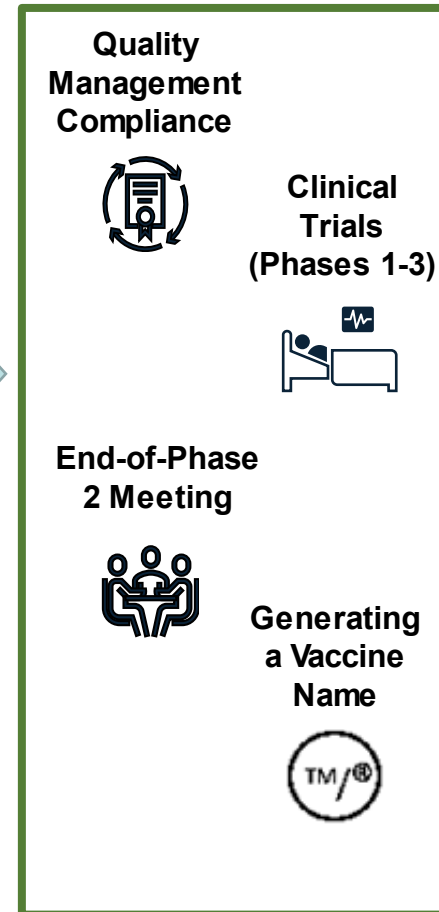 Quality
Management
Compliance
Clinical
Trials
(Phases 1-3)
End-of-Phase
2 Meeting
Generating
a Vaccine
Name
TM/®